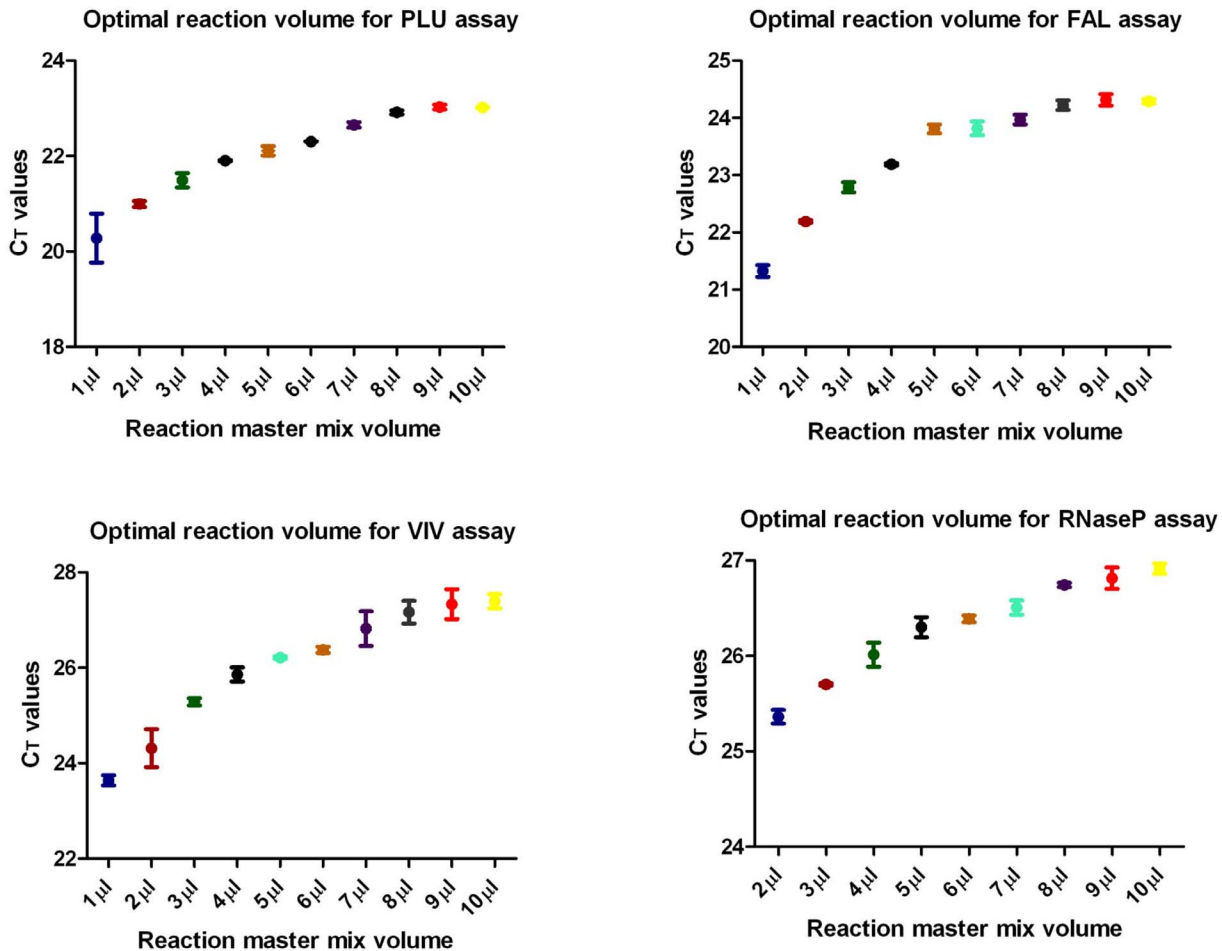 Optimal reaction volume for PLU assay
24
22
20
18
CT values
1µl
2µl
3µl
4µl
5µl
6µl
7µl
8µl
9µl
10µl
Reaction master mix volume
Optimal reaction volume for FAL assay
25
24
23
22
21
20
CT values
1µl
2µl
3µl
4µl
5µl
6µl
7µl
8µl
9µl
10µl
Reaction master mix volume
Optimal reaction volume for VIV assay
28
26
24
22
CT values
1µl
2µl
3µl
4µl
5µl
6µl
7µl
8µl
9µl
10µl
Reaction master mix volume
Optimal reaction volume for RNaseP assay
27
26
25
24
CT values
2µl
3µl
4µl
5µl
6µl
7µl
8µl
9µl
10µl
Reaction master mix volume